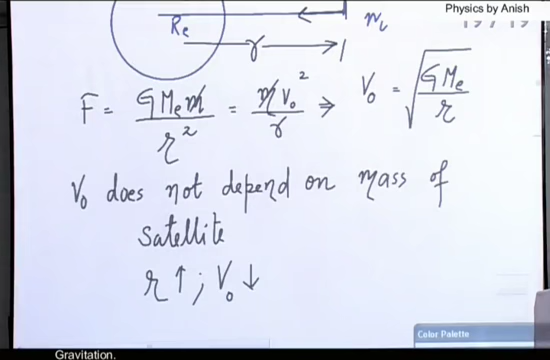 Physics by Anish
Re
r
m
F = GMem / r² = mV₀² / r ⇒ V₀ = √(GMe / r)
V₀ does not depend on mass of
satellite
r ↑ ; V₀ ↓
Color Palette
Gravitation.